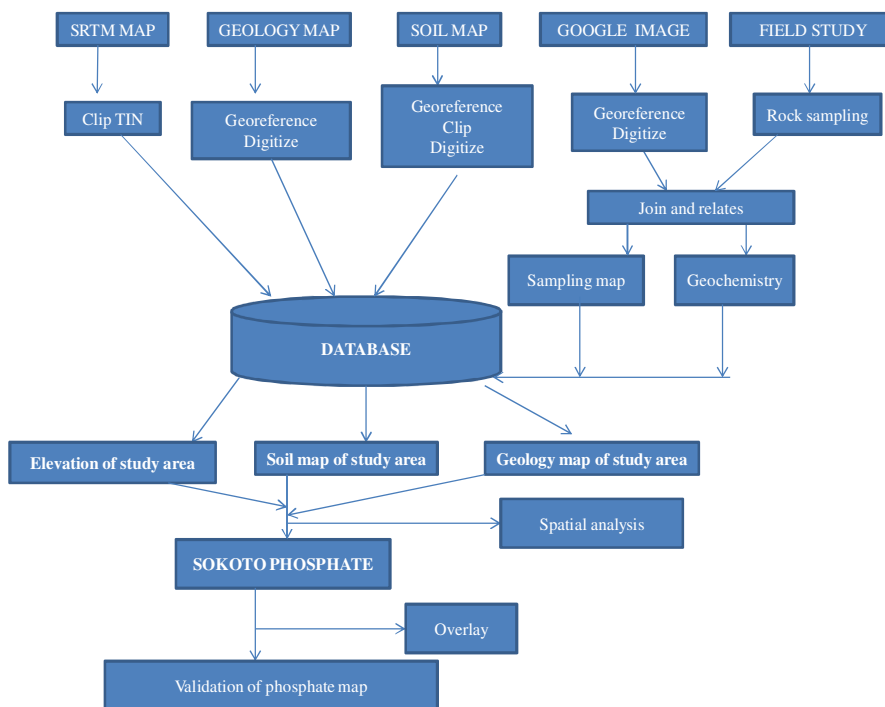 SRTM MAP
GEOLOGY MAP
SOIL MAP
GOOGLE IMAGE
FIELD STUDY
Clip TIN
Georeference
Digitize
Georeference
Clip
Digitize
Georeference
Digitize
Rock sampling
Join and relates
Sampling map
Geochemistry
DATABASE
Elevation of study area
Soil map of study area
Geology map of study area
Spatial analysis
SOKOTO PHOSPHATE
Overlay
Validation of phosphate map